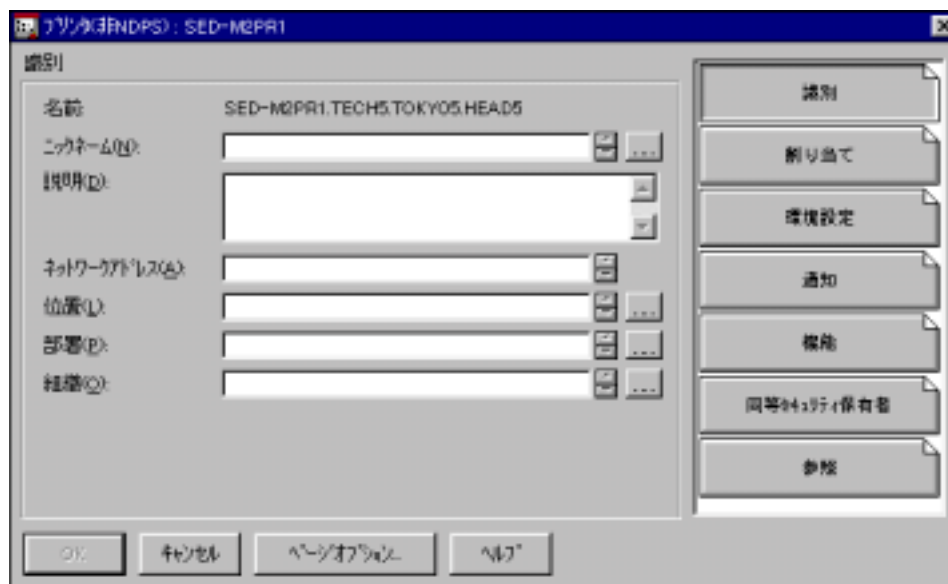 プリンタ(非NDPS) : SED-M2PR1
識別
名前 SED-M2PR1.TECH5.TOKYO5.HEAD5
ニックネーム(N):
説明(D):
ネットワークアドレス(A):
位置(L):
部署(P):
組織(O):
識別
割り当て
環境設定
通知
機能
同等セキュリティ保有者
参照
OK
キャンセル
ページオプション...
ヘルプ